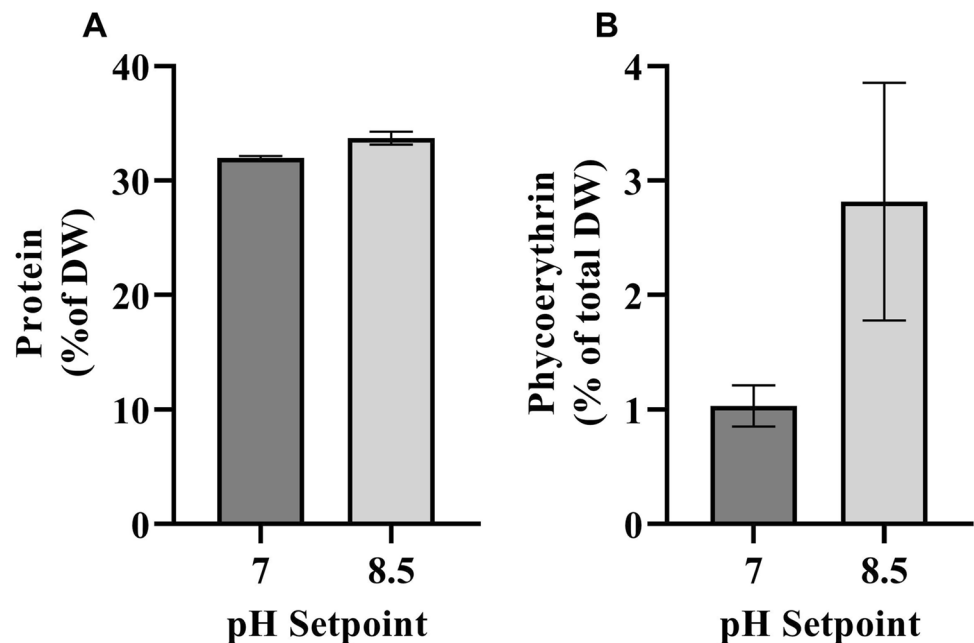 A
Protein
(%of DW)
40
30
20
10
0
7
8.5
pH Setpoint
B
Phycoerythrin
(% of total DW)
4
3
2
1
0
7
8.5
pH Setpoint